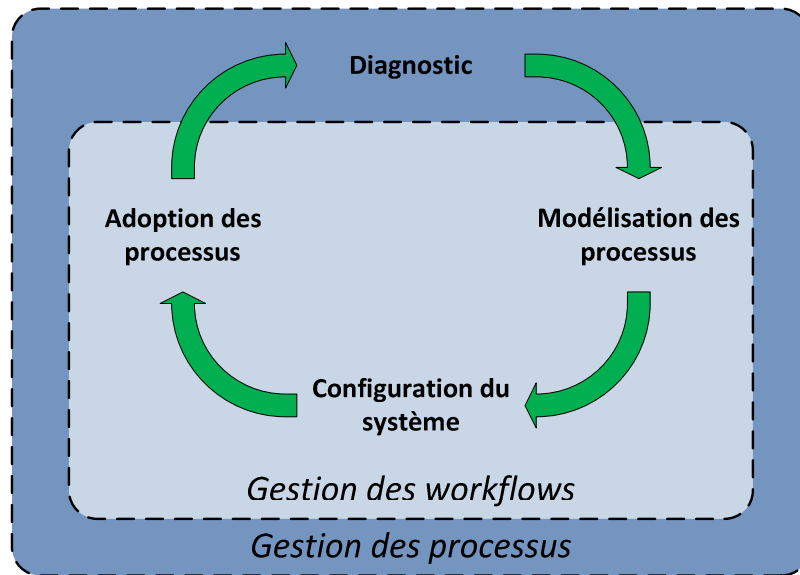 Diagnostic
Adoption des
processus
Modélisation des
processus
Configuration du
système
Gestion des workflows
Gestion des processus